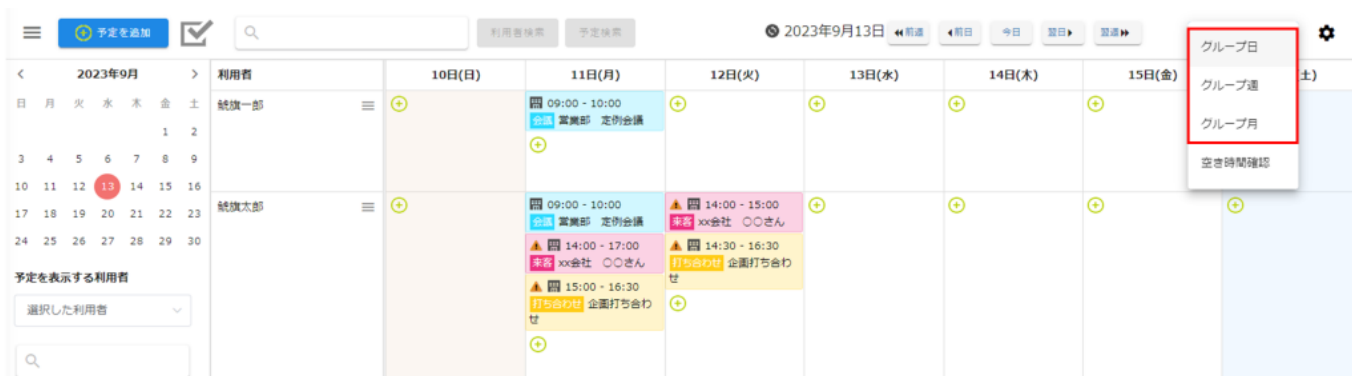 予定を追加
利用者検索
予定検索
2023年9月13日
前週
前日
今日
翌日
翌週
グループ日
グループ週
グループ月
空き時間確認
2023年9月
日 月 火 水 木 金 土
1 2
3 4 5 6 7 8 9
10 11 12 13 14 15 16
17 18 19 20 21 22 23
24 25 26 27 28 29 30
予定を表示する利用者
選択した利用者
利用者 10日(日) 11日(月) 12日(火) 13日(水) 14日(木) 15日(金) 土)
鯱旗一郎
09:00 - 10:00
会議 営業部 定例会議
鯱旗太郎
09:00 - 10:00
会議 営業部 定例会議
14:00 - 17:00
来客 xx会社 〇〇さん
15:00 - 16:30
打ち合わせ 企画打ち合わ
せ
14:00 - 15:00
来客 xx会社 〇〇さん
14:30 - 16:30
打ち合わせ 企画打ち合わ
せ